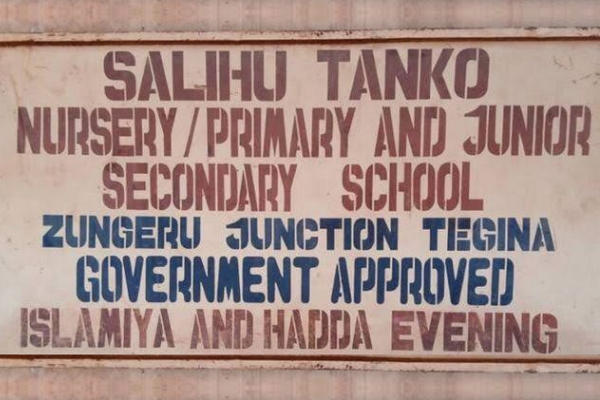 SALIHU TANKO
NURSERY/PRIMARY AND JUNIOR
SECONDARY SCHOOL
ZUNGERU JUNCTION TEGINA
GOVERNMENT APPROVED
ISLAMIYA AND HADDA EVENING